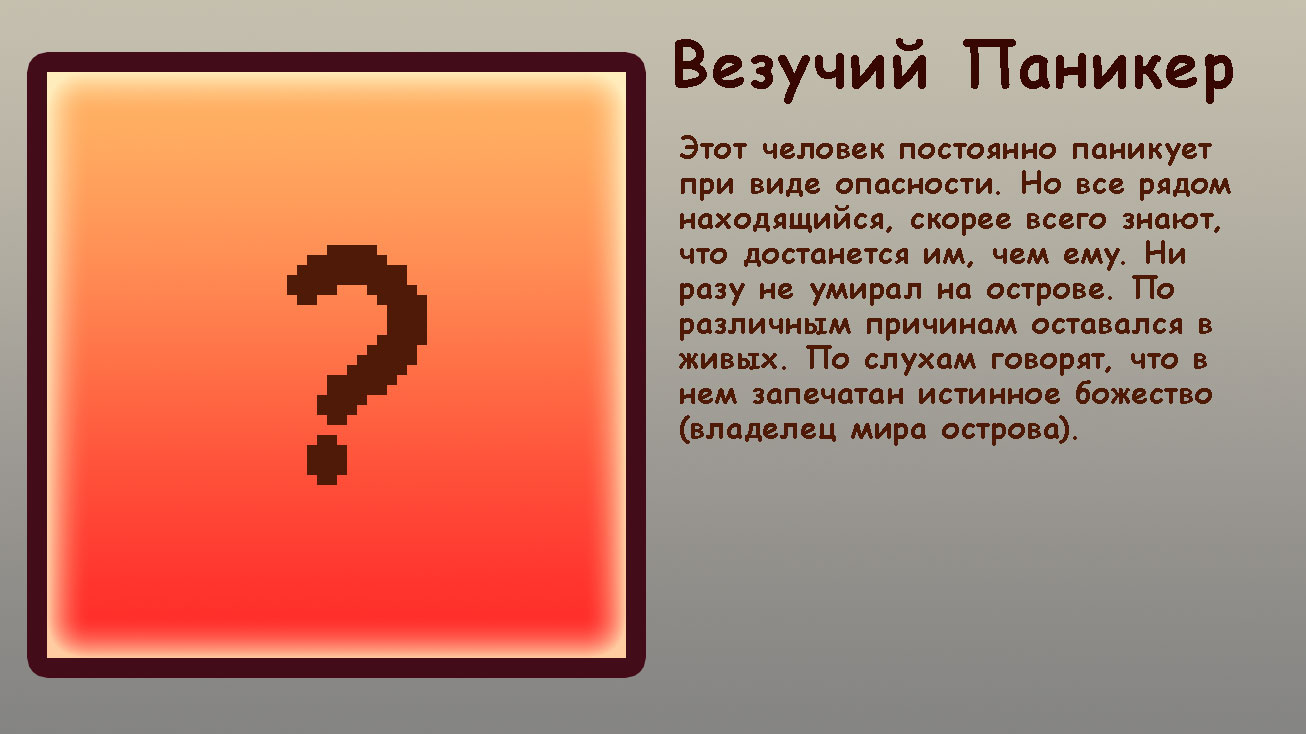 Везучий Паникер
Этот человек постоянно паникует
при виде опасности. Но все рядом
находящийся, скорее всего знают,
что достанется им, чем ему. Ни
разу не умирал на острове. По
различным причинам оставался в
живых. По слухам говорят, что в
нем запечатан истинное божество
(владелец мира острова).
?